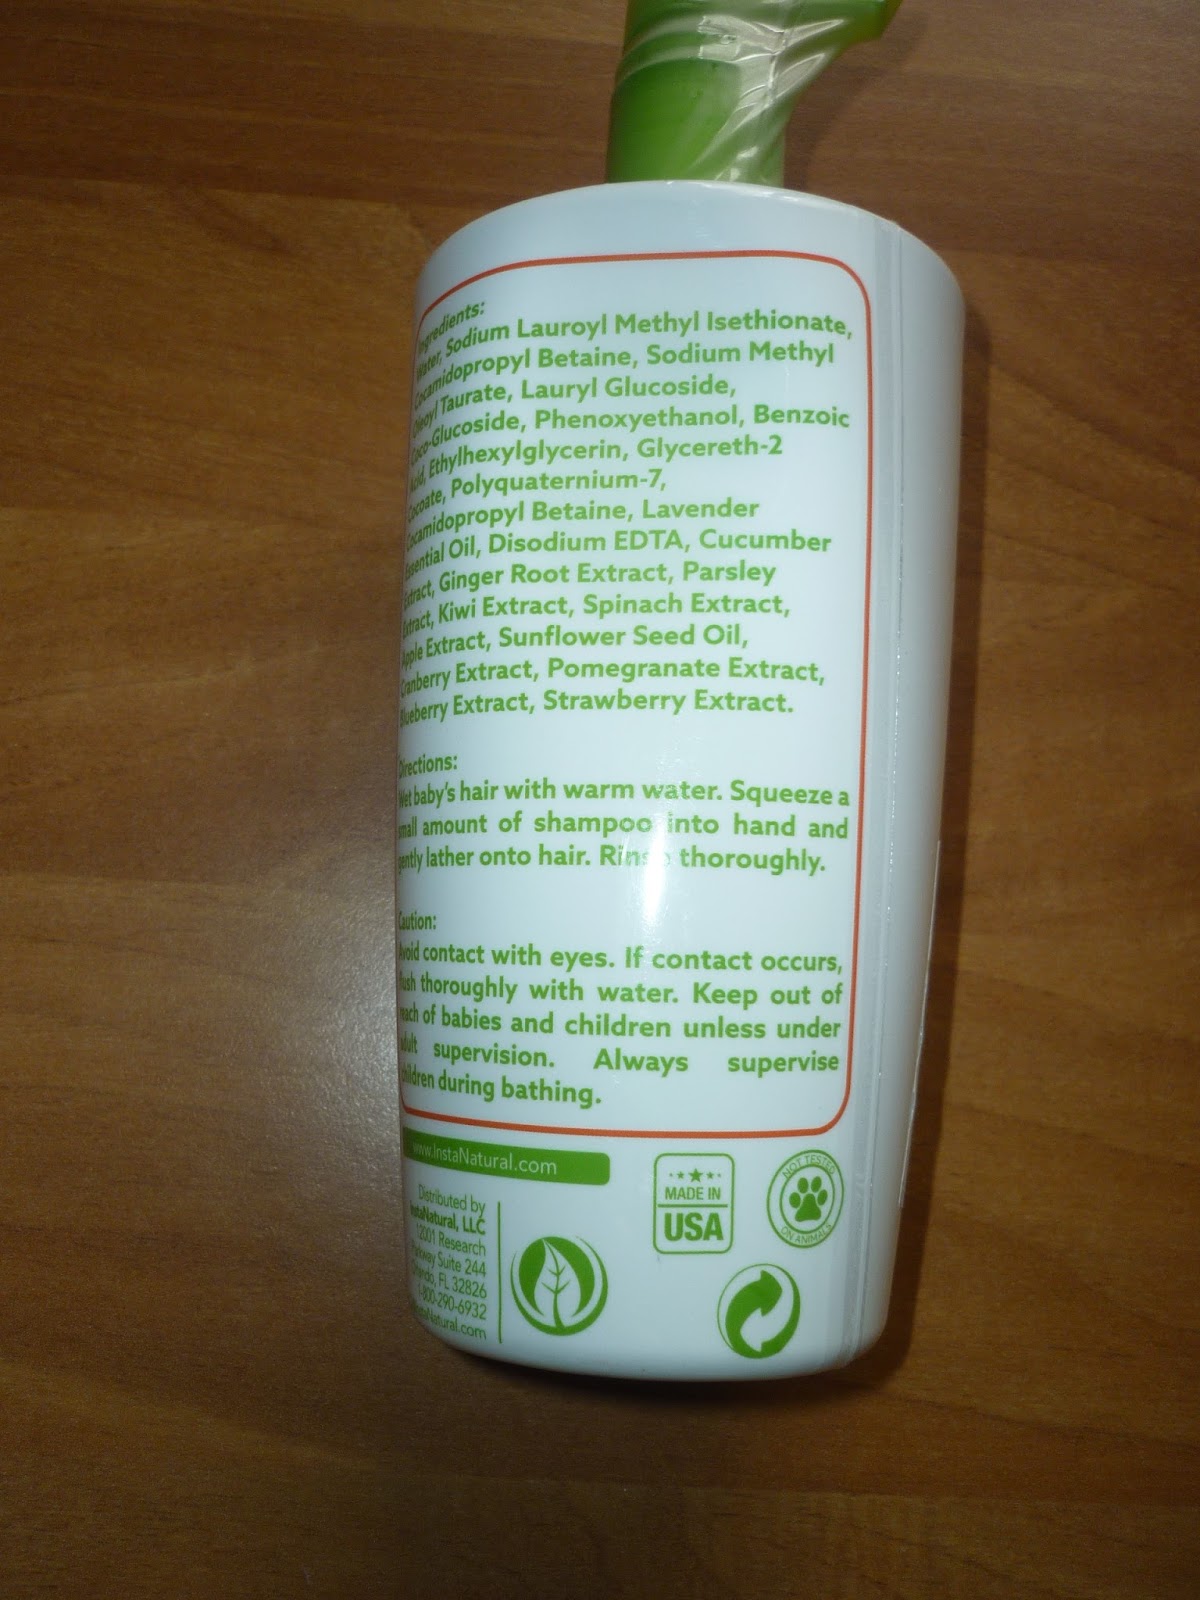 Ingredients:
Water, Sodium Lauroyl Methyl Isethionate,
Cocamidopropyl Betaine, Sodium Methyl
Oleoyl Taurate, Lauryl Glucoside,
Coco-Glucoside, Phenoxyethanol, Benzoic
Acid, Ethylhexylglycerin, Glycereth-2
Cocoate, Polyquaternium-7,
Cocamidopropyl Betaine, Lavender
Essential Oil, Disodium EDTA, Cucumber
Extract, Ginger Root Extract, Parsley
Extract, Kiwi Extract, Spinach Extract,
Apple Extract, Sunflower Seed Oil,
Cranberry Extract, Pomegranate Extract,
Blueberry Extract, Strawberry Extract.
Directions:
Wet baby's hair with warm water. Squeeze a
small amount of shampoo into hand and
gently lather onto hair. Rinse thoroughly.
Caution:
Avoid contact with eyes. If contact occurs,
flush thoroughly with water. Keep out of
reach of babies and children unless under
adult supervision. Always supervise
children during bathing.
www.InstaNatural.com
Distributed by
InstaNatural, LLC
12001 Research
Parkway Suite 244
Orlando, FL 32826
1-800-290-6932
InstaNatural.com
MADE IN
USA
NOT TESTED
ON ANIMALS